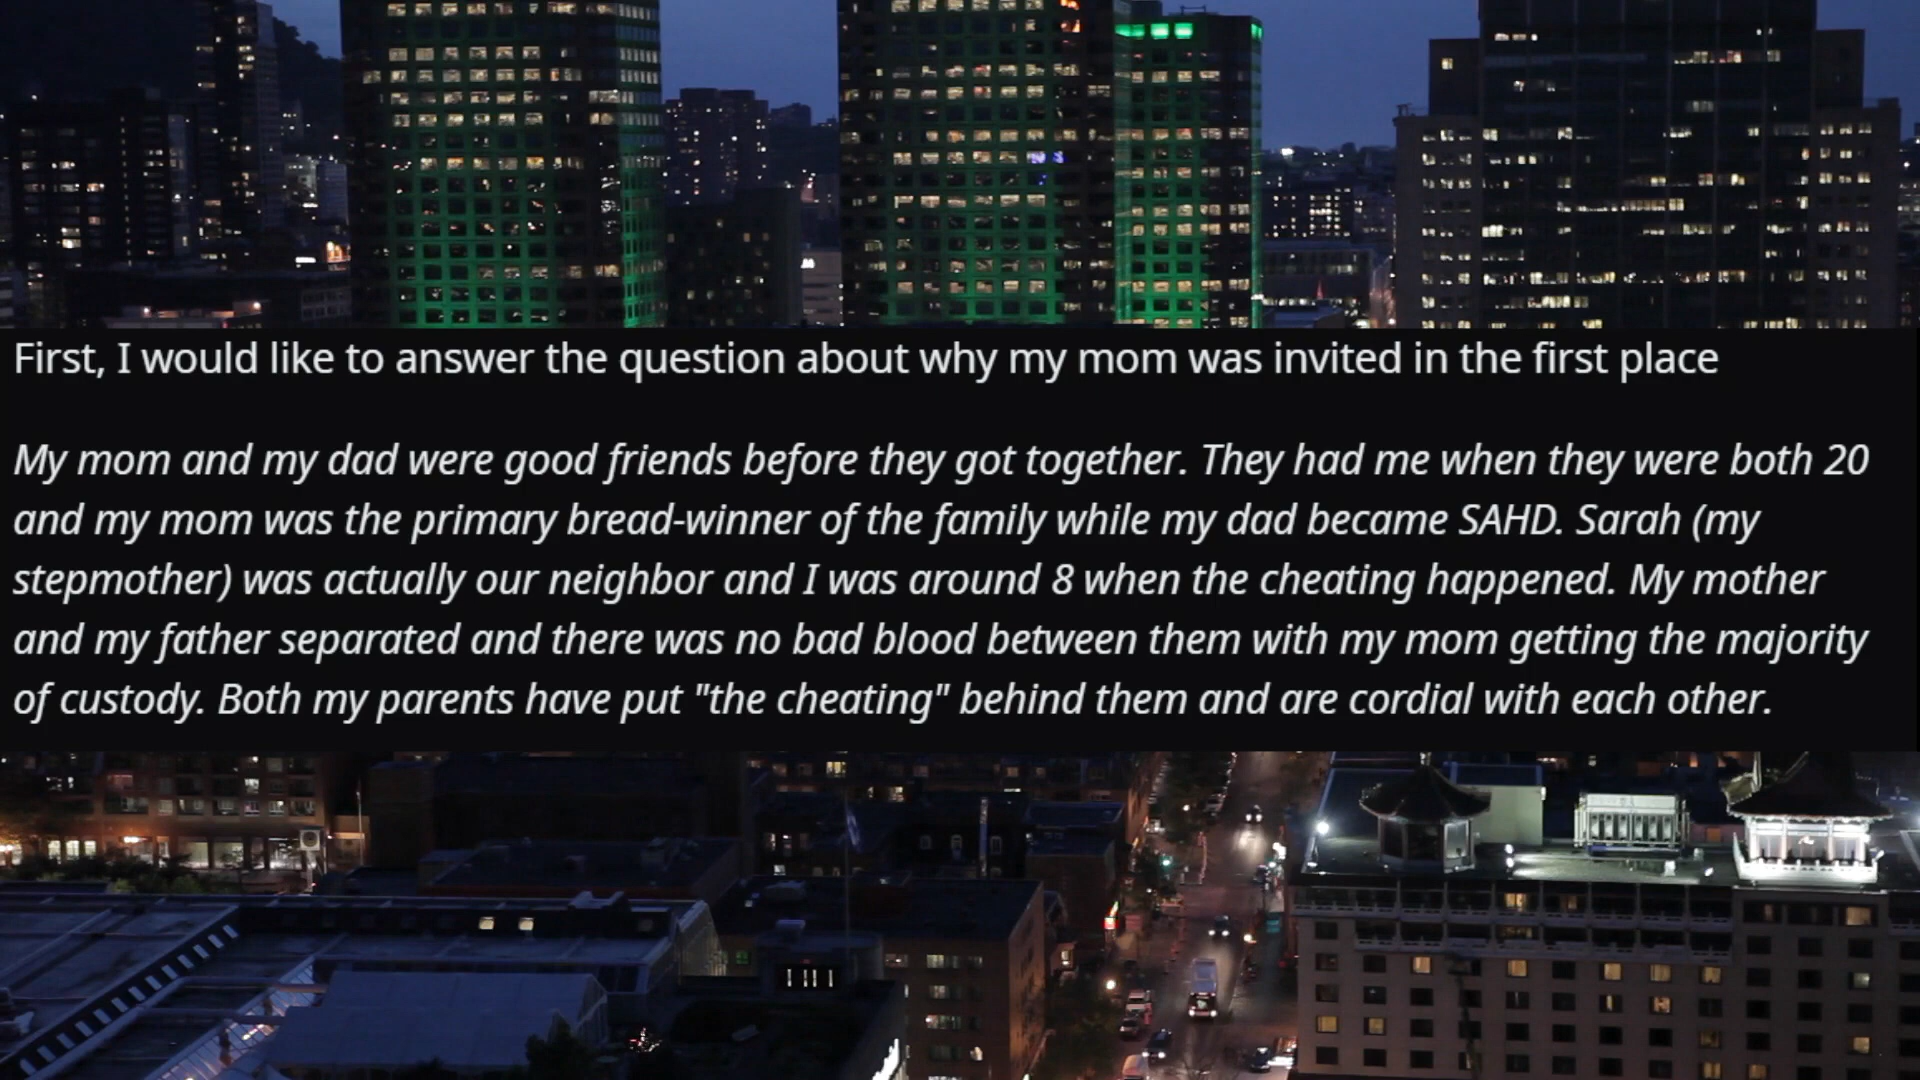 First, I would like to answer the question about why my mom was invited in the first place
My mom and my dad were good friends before they got together. They had me when they were both 20
and my mom was the primary bread-winner of the family while my dad became SAHD. Sarah (my
stepmother) was actually our neighbor and I was around 8 when the cheating happened. My mother
and my father separated and there was no bad blood between them with my mom getting the majority
of custody. Both my parents have put "the cheating" behind them and are cordial with each other.